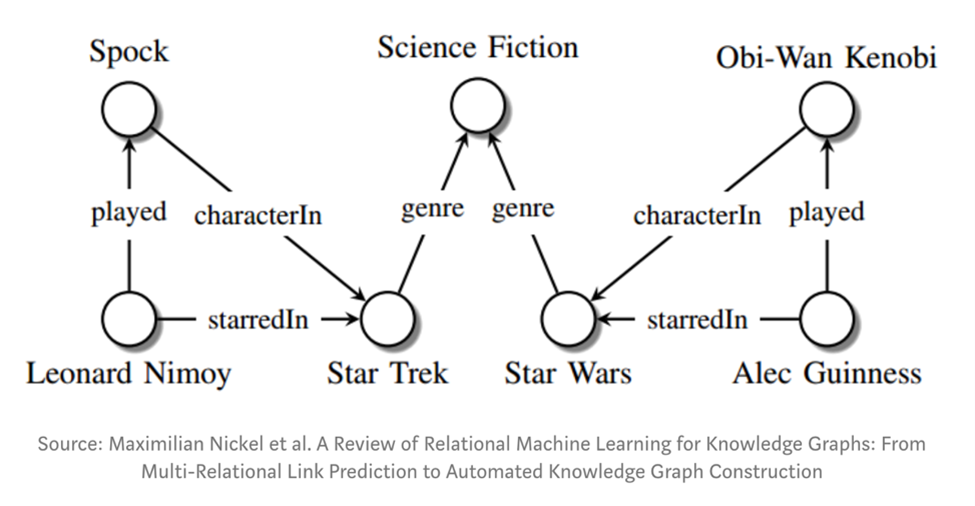 Spock
Science Fiction
Obi-Wan Kenobi
played
characterIn
genre
genre
characterIn
played
starredIn
starredIn
Leonard Nimoy
Star Trek
Star Wars
Alec Guinness
Source: Maximilian Nickel et al. A Review of Relational Machine Learning for Knowledge Graphs: From
Multi-Relational Link Prediction to Automated Knowledge Graph Construction